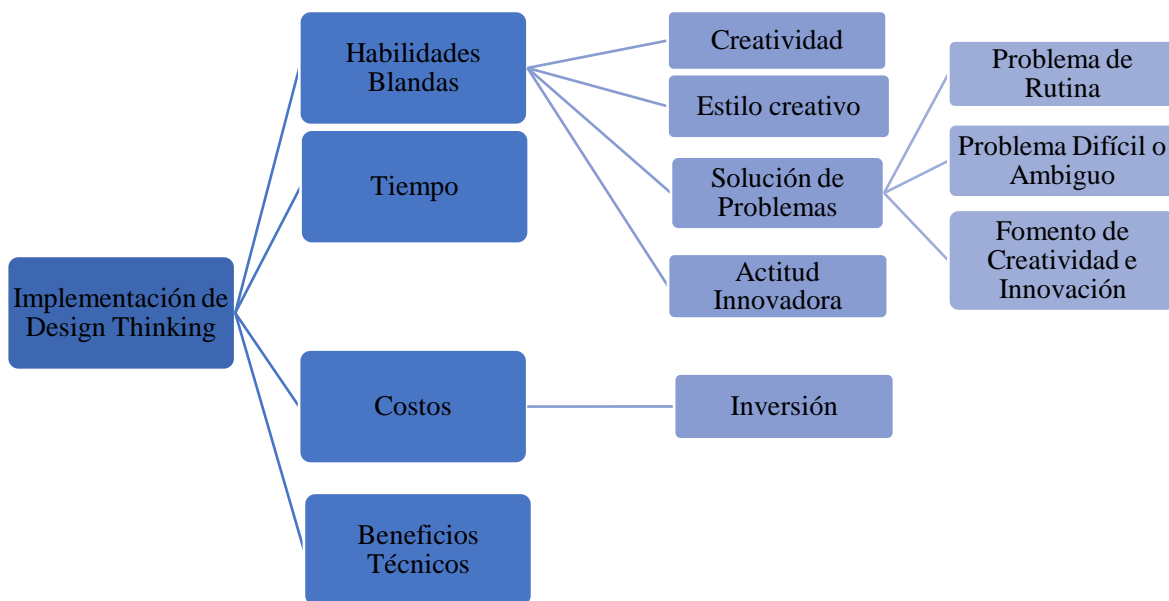 Implementación de
Design Thinking
Habilidades
Blandas
Tiempo
Costos
Beneficios
Técnicos
Creatividad
Estilo creativo
Solución de
Problemas
Actitud
Innovadora
Inversión
Problema de
Rutina
Problema Difícil o
Ambiguo
Fomento de
Creatividad e
Innovación